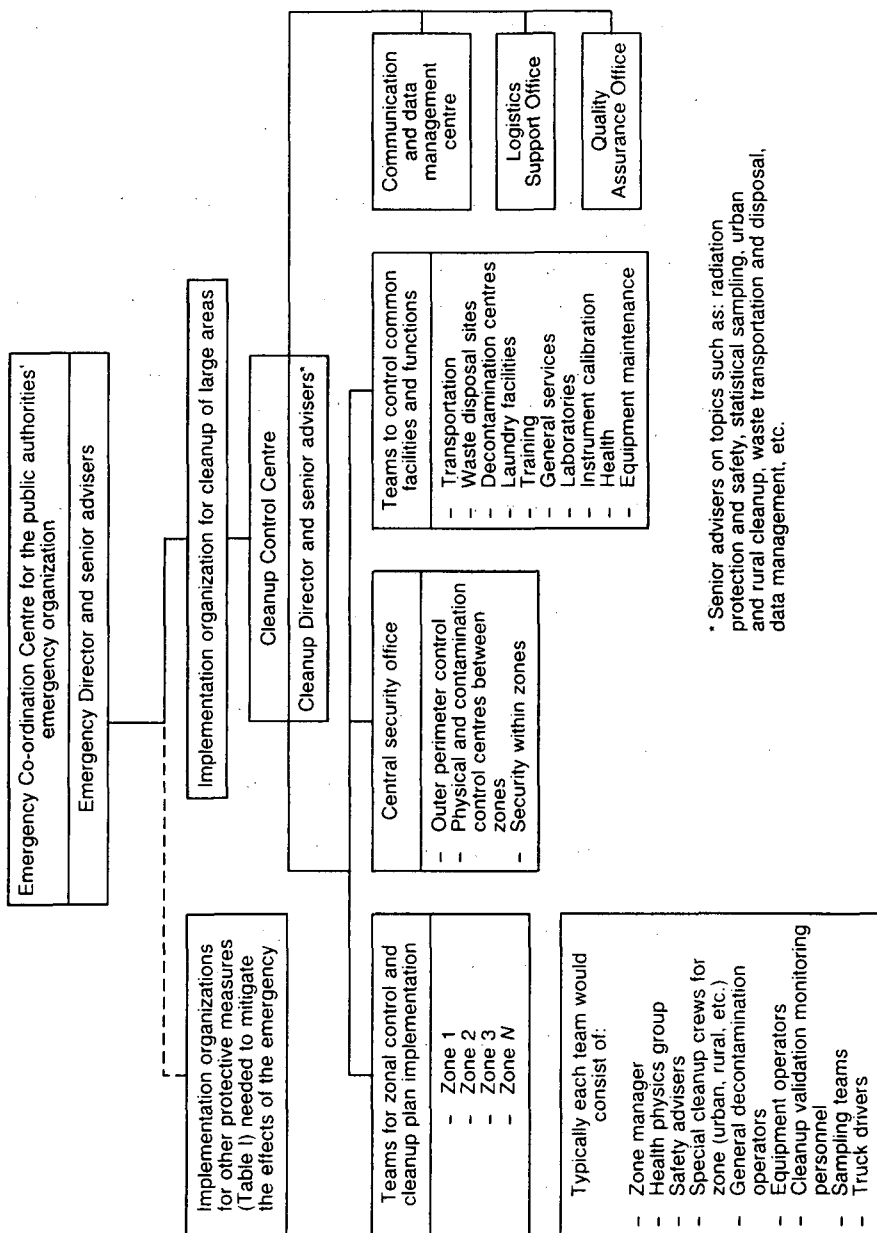 Emergency Co-ordination Centre for the public authorities'
emergency organization
Emergency Director and senior advisers
Implementation organizations
for other protective measures
(Table I) needed to mitigate
the effects of the emergency
Implementation organization for cleanup of large areas
Cleanup Control Centre
Cleanup Director and senior advisers*
Teams for zonal control and
cleanup plan implementation
– Zone 1
– Zone 2
– Zone 3
– Zone N
Central security office
– Outer perimeter control
– Physical and contamination
control centres between
zones
– Security within zones
Teams to control common
facilities and functions
– Transportation
– Waste disposal sites
– Decontamination centres
– Laundry facilities
– Training
– General services
– Laboratories
– Instrument calibration
– Health
– Equipment maintenance
Communication
and data
management
centre
Logistics
Support Office
Quality
Assurance Office
Typically each team would
consist of:
– Zone manager
– Health physics group
– Safety advisers
– Special cleanup crews for
zone (urban, rural, etc.)
– General decontamination
operators
– Equipment operators
– Cleanup validation monitoring
personnel
– Sampling teams
– Truck drivers
* Senior advisers on topics such as: radiation
protection and safety, statistical sampling, urban
and rural cleanup, waste transportation and disposal,
data management, etc.